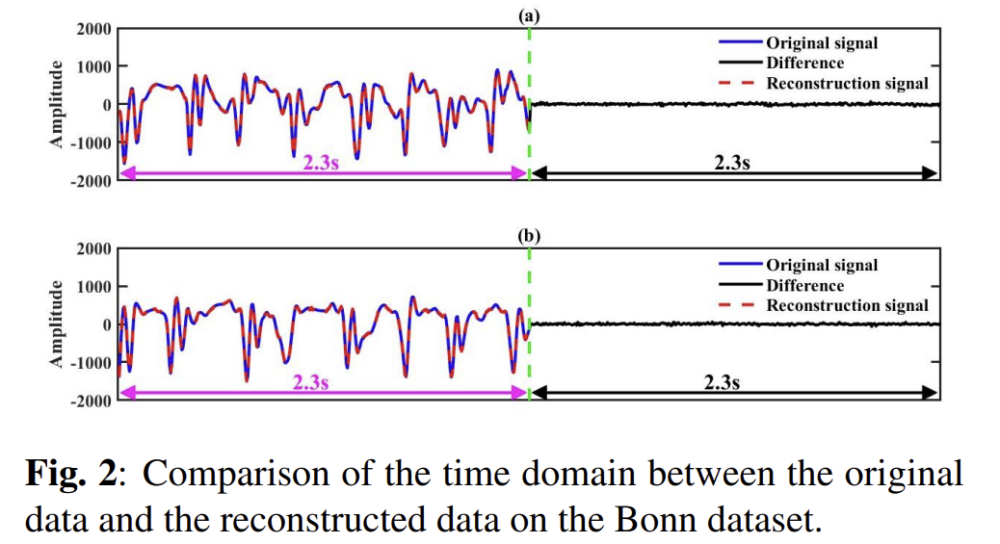 (a)
2000
1000
0
-1000
-2000
Amplitude
Original signal
Difference
Reconstruction signal
2.3s
2.3s
(b)
2000
1000
0
-1000
-2000
Amplitude
Original signal
Difference
Reconstruction signal
2.3s
2.3s
Fig. 2: Comparison of the time domain between the original
data and the reconstructed data on the Bonn dataset.